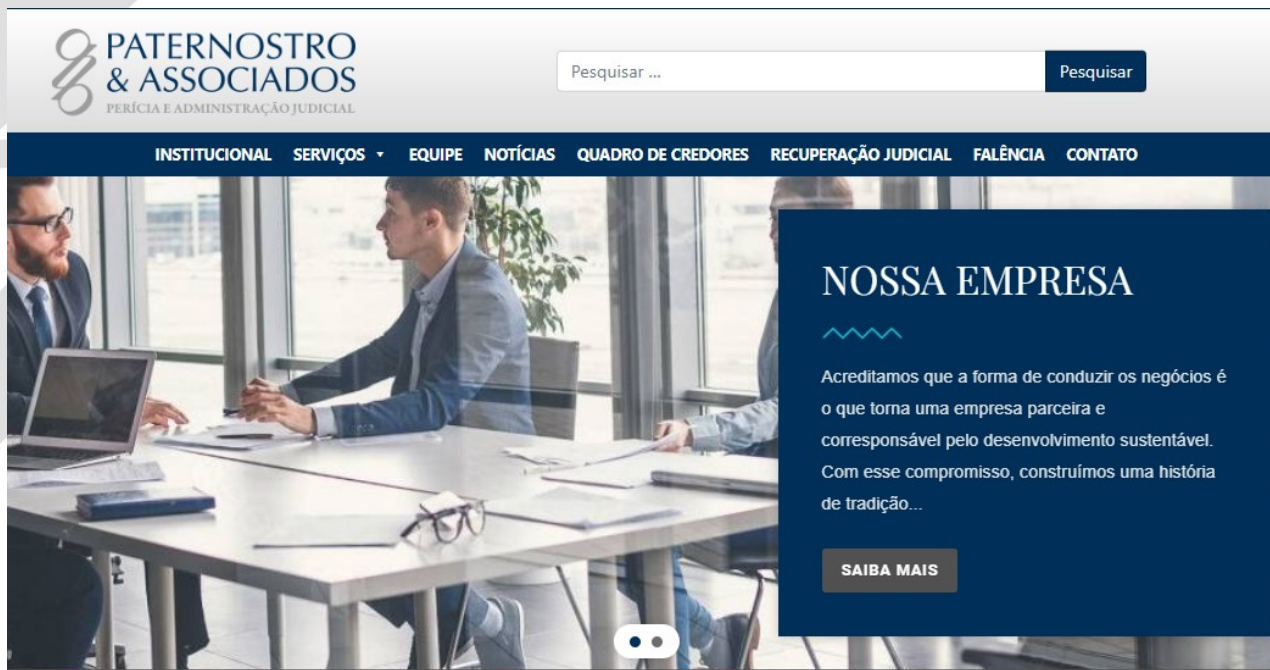 PATERNOSTRO
& ASSOCIADOS
PERÍCIA E ADMINISTRAÇÃO JUDICIAL
Pesquisar ...
Pesquisar
INSTITUCIONAL SERVIÇOS EQUIPE NOTÍCIAS QUADRO DE CREDORES RECUPERAÇÃO JUDICIAL FALÊNCIA CONTATO
NOSSA EMPRESA
Acreditamos que a forma de conduzir os negócios é
o que torna uma empresa parceira e
corresponsável pelo desenvolvimento sustentável.
Com esse compromisso, construímos uma história
de tradição...
SAIBA MAIS